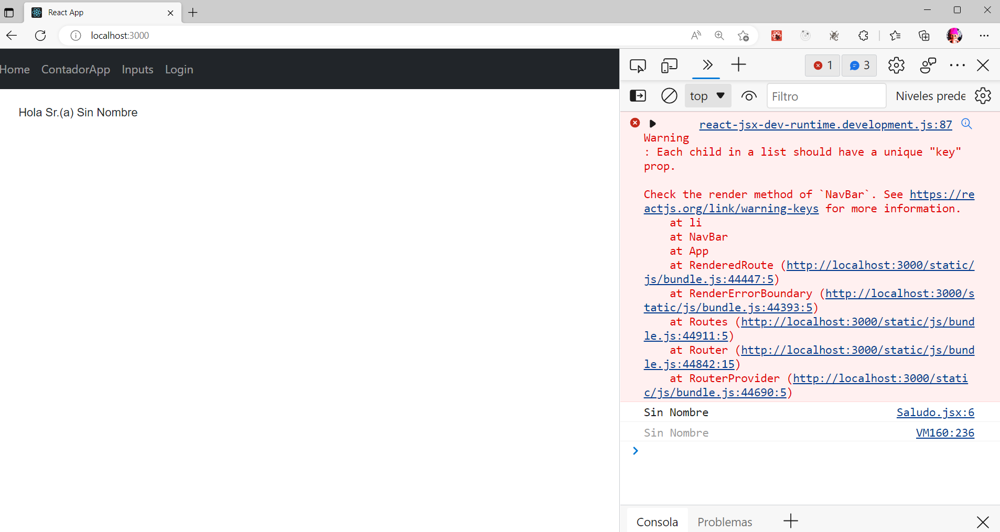 React App
localhost:3000
Home ContadorApp Inputs Login
Hola Sr.(a) Sin Nombre
1 3
top Filtro Niveles prede
react-jsx-dev-runtime.development.js:87
Warning
: Each child in a list should have a unique "key"
prop.
Check the render method of `NavBar`. See https://re
actjs.org/link/warning-keys for more information.
at li
at NavBar
at App
at RenderedRoute (http://localhost:3000/static/
js/bundle.js:44447:5)
at RenderErrorBoundary (http://localhost:3000/s
tatic/js/bundle.js:44393:5)
at Routes (http://localhost:3000/static/js/bund
le.js:44911:5)
at Router (http://localhost:3000/static/js/bund
le.js:44842:15)
at RouterProvider (http://localhost:3000/stati
c/js/bundle.js:44690:5)
Sin Nombre Saludo.jsx:6
Sin Nombre VM160:236
Consola Problemas